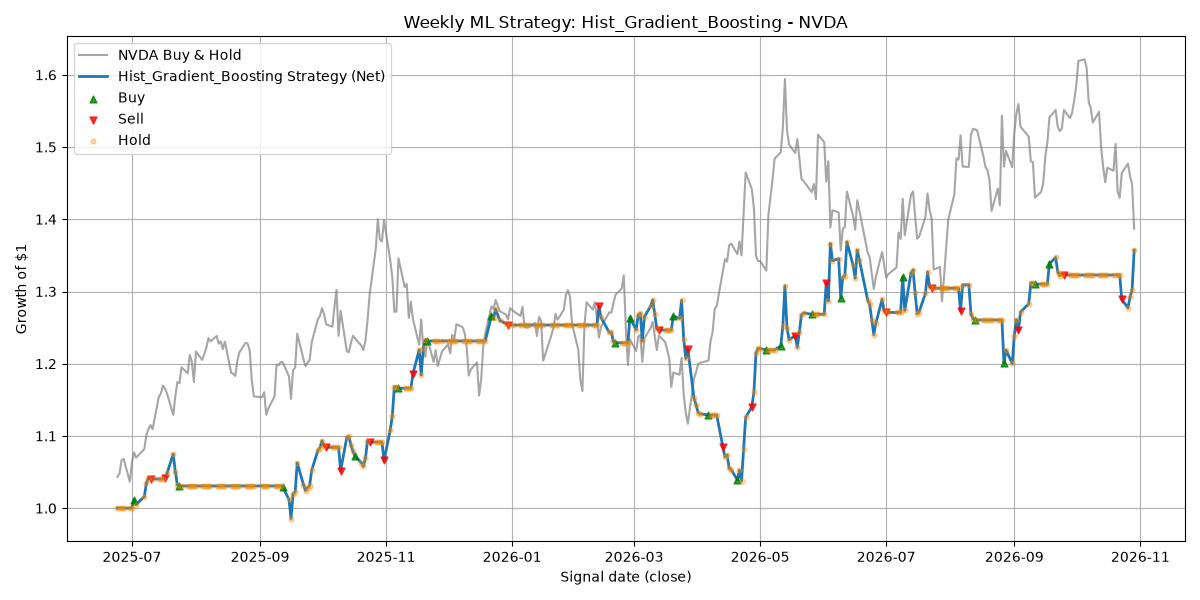 Weekly ML Strategy: Hist_Gradient_Boosting - NVDA
NVDA Buy & Hold
Hist_Gradient_Boosting Strategy (Net)
Buy
Sell
Hold
Growth of $1
1.6
1.5
1.4
1.3
1.2
1.1
1.0
2025-07
2025-09
2025-11
2026-01
2026-03
2026-05
2026-07
2026-09
2026-11
Signal date (close)